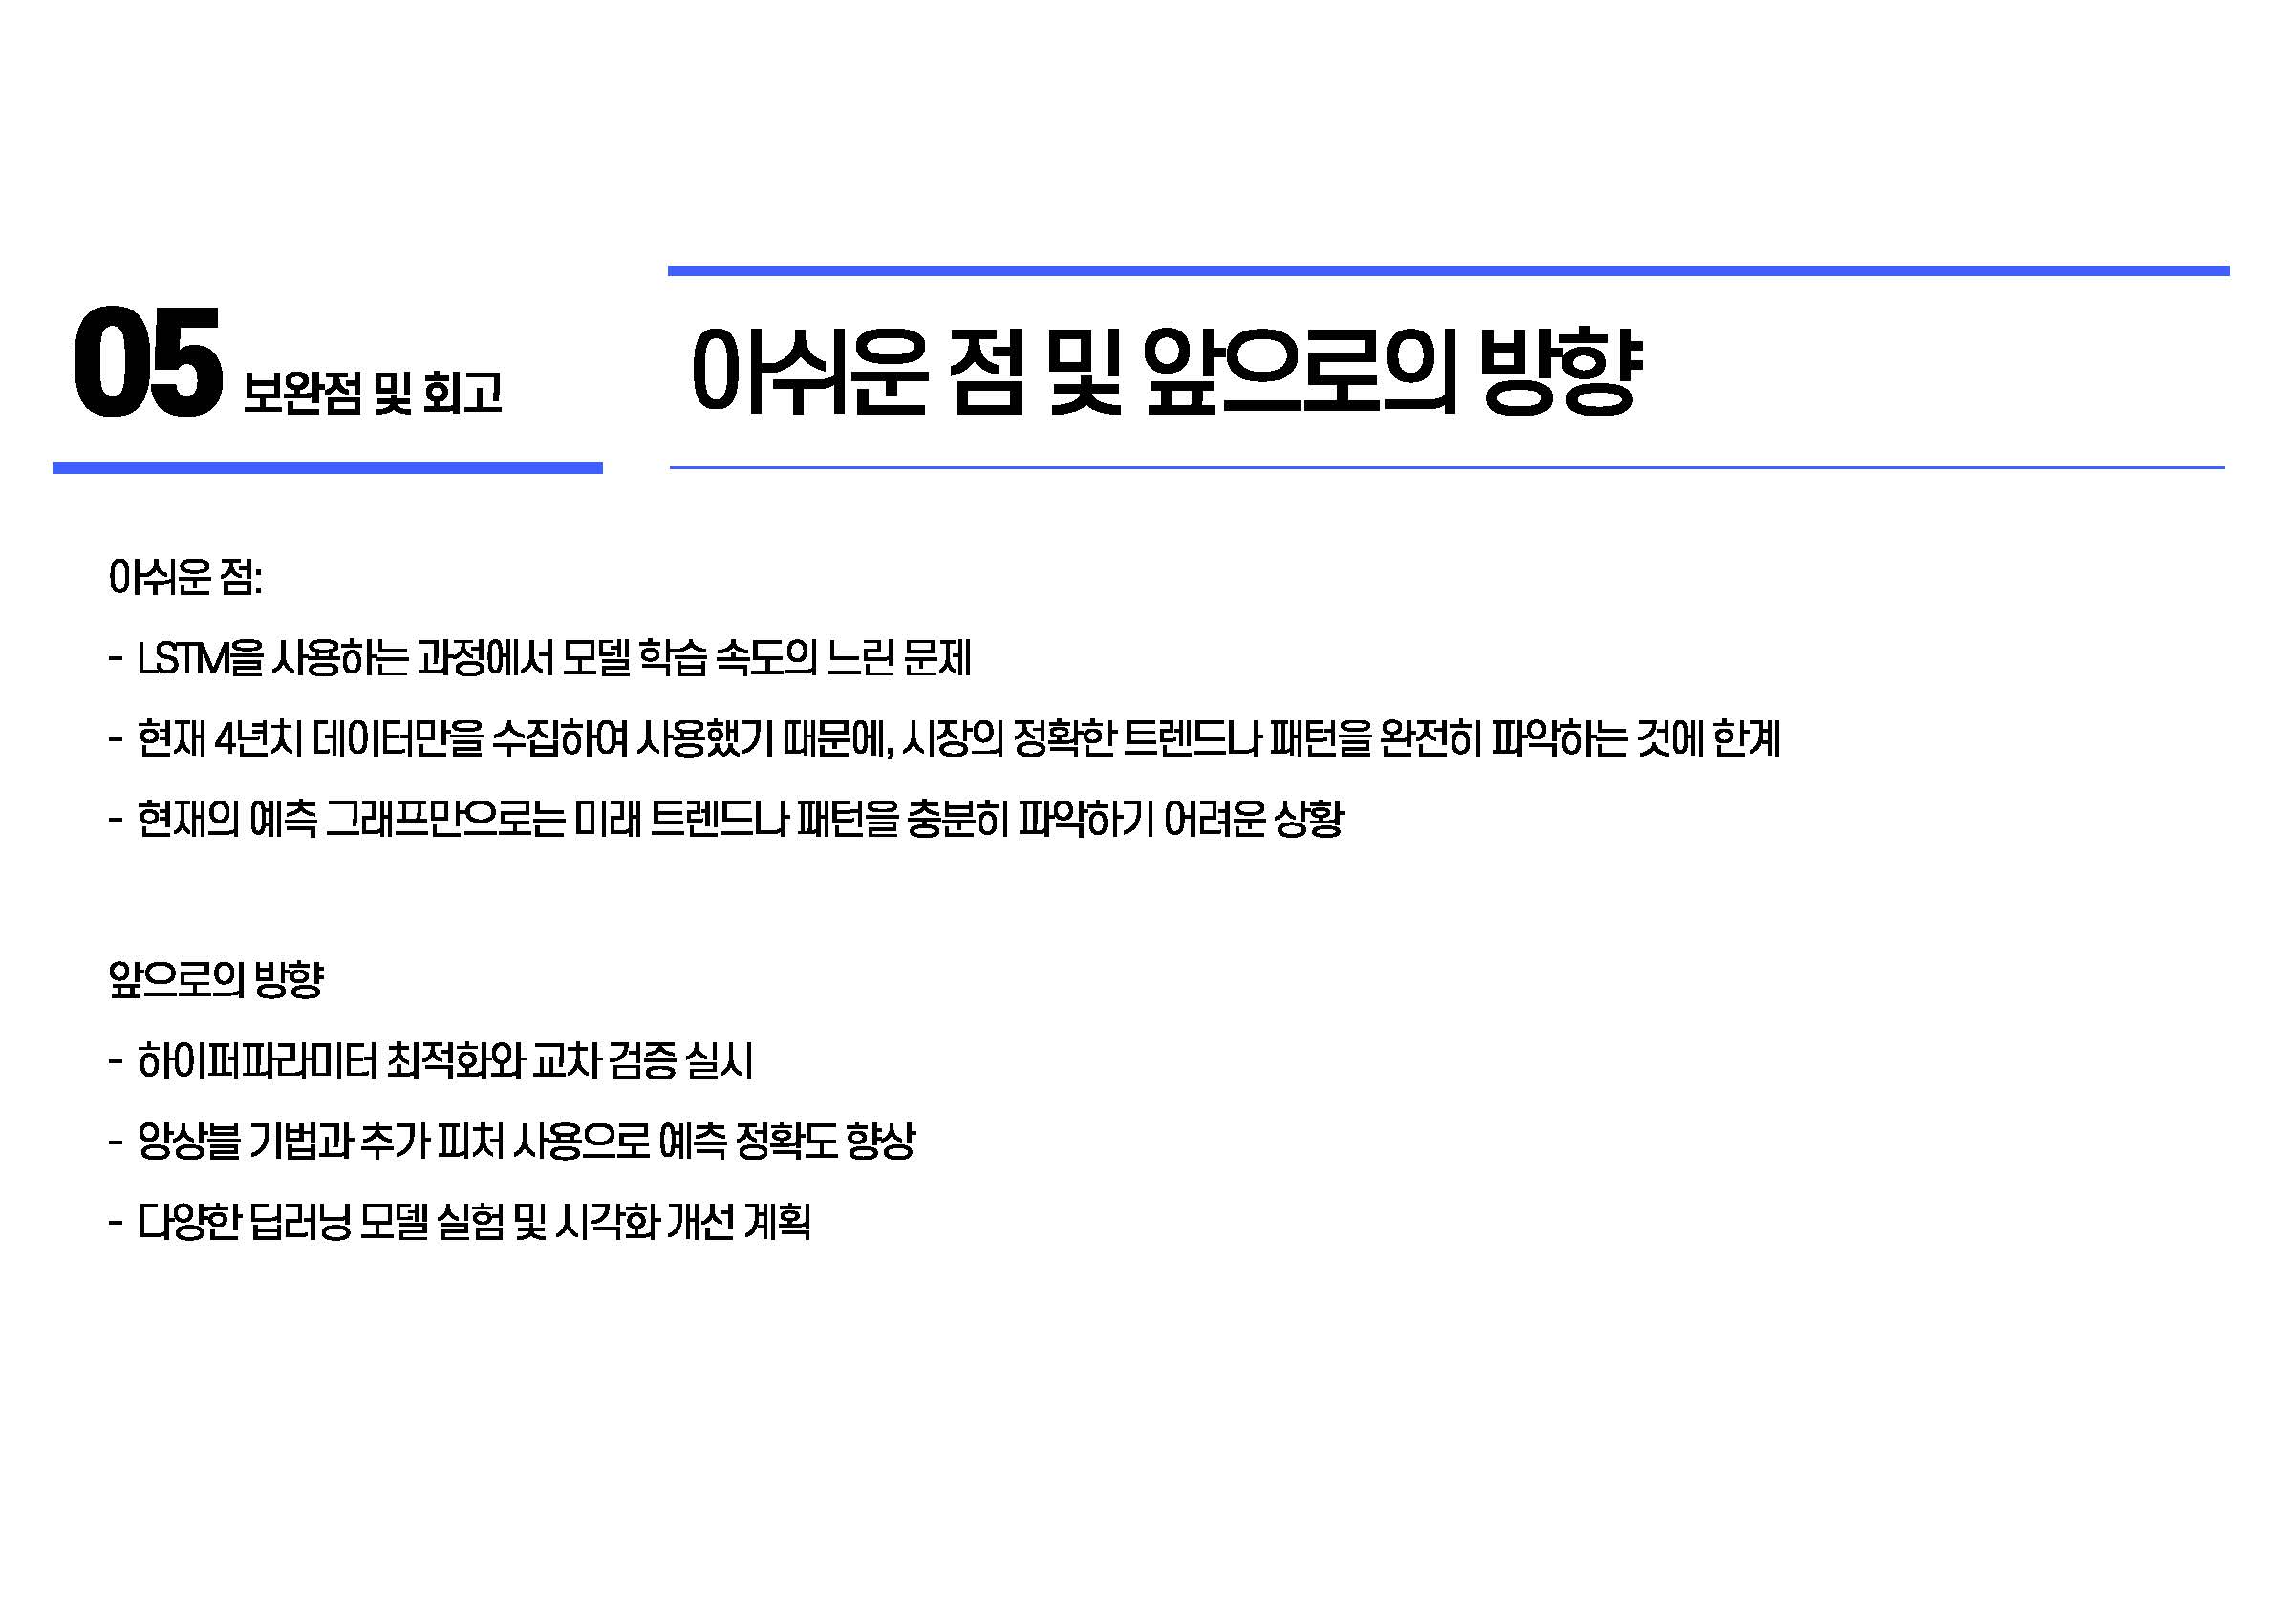 05 보완점 및 회고
아쉬운 점 및 앞으로의 방향
아쉬운 점:
- LSTM을 사용하는 과정에서 모델 학습 속도의 느린 문제
- 현재 4년치 데이터만을 수집하여 사용했기 때문에, 시장의 정확한 트렌드나 패턴을 완전히 파악하는 것에 한계
- 현재의 예측 그래프만으로는 미래 트렌드나 패턴을 충분히 파악하기 어려운 상황
앞으로의 방향
- 하이퍼파라미터 최적화와 교차 검증 실시
- 앙상블 기법과 추가 피처 사용으로 예측 정확도 향상
- 다양한 딥러닝 모델 실험 및 시각화 개선 계획